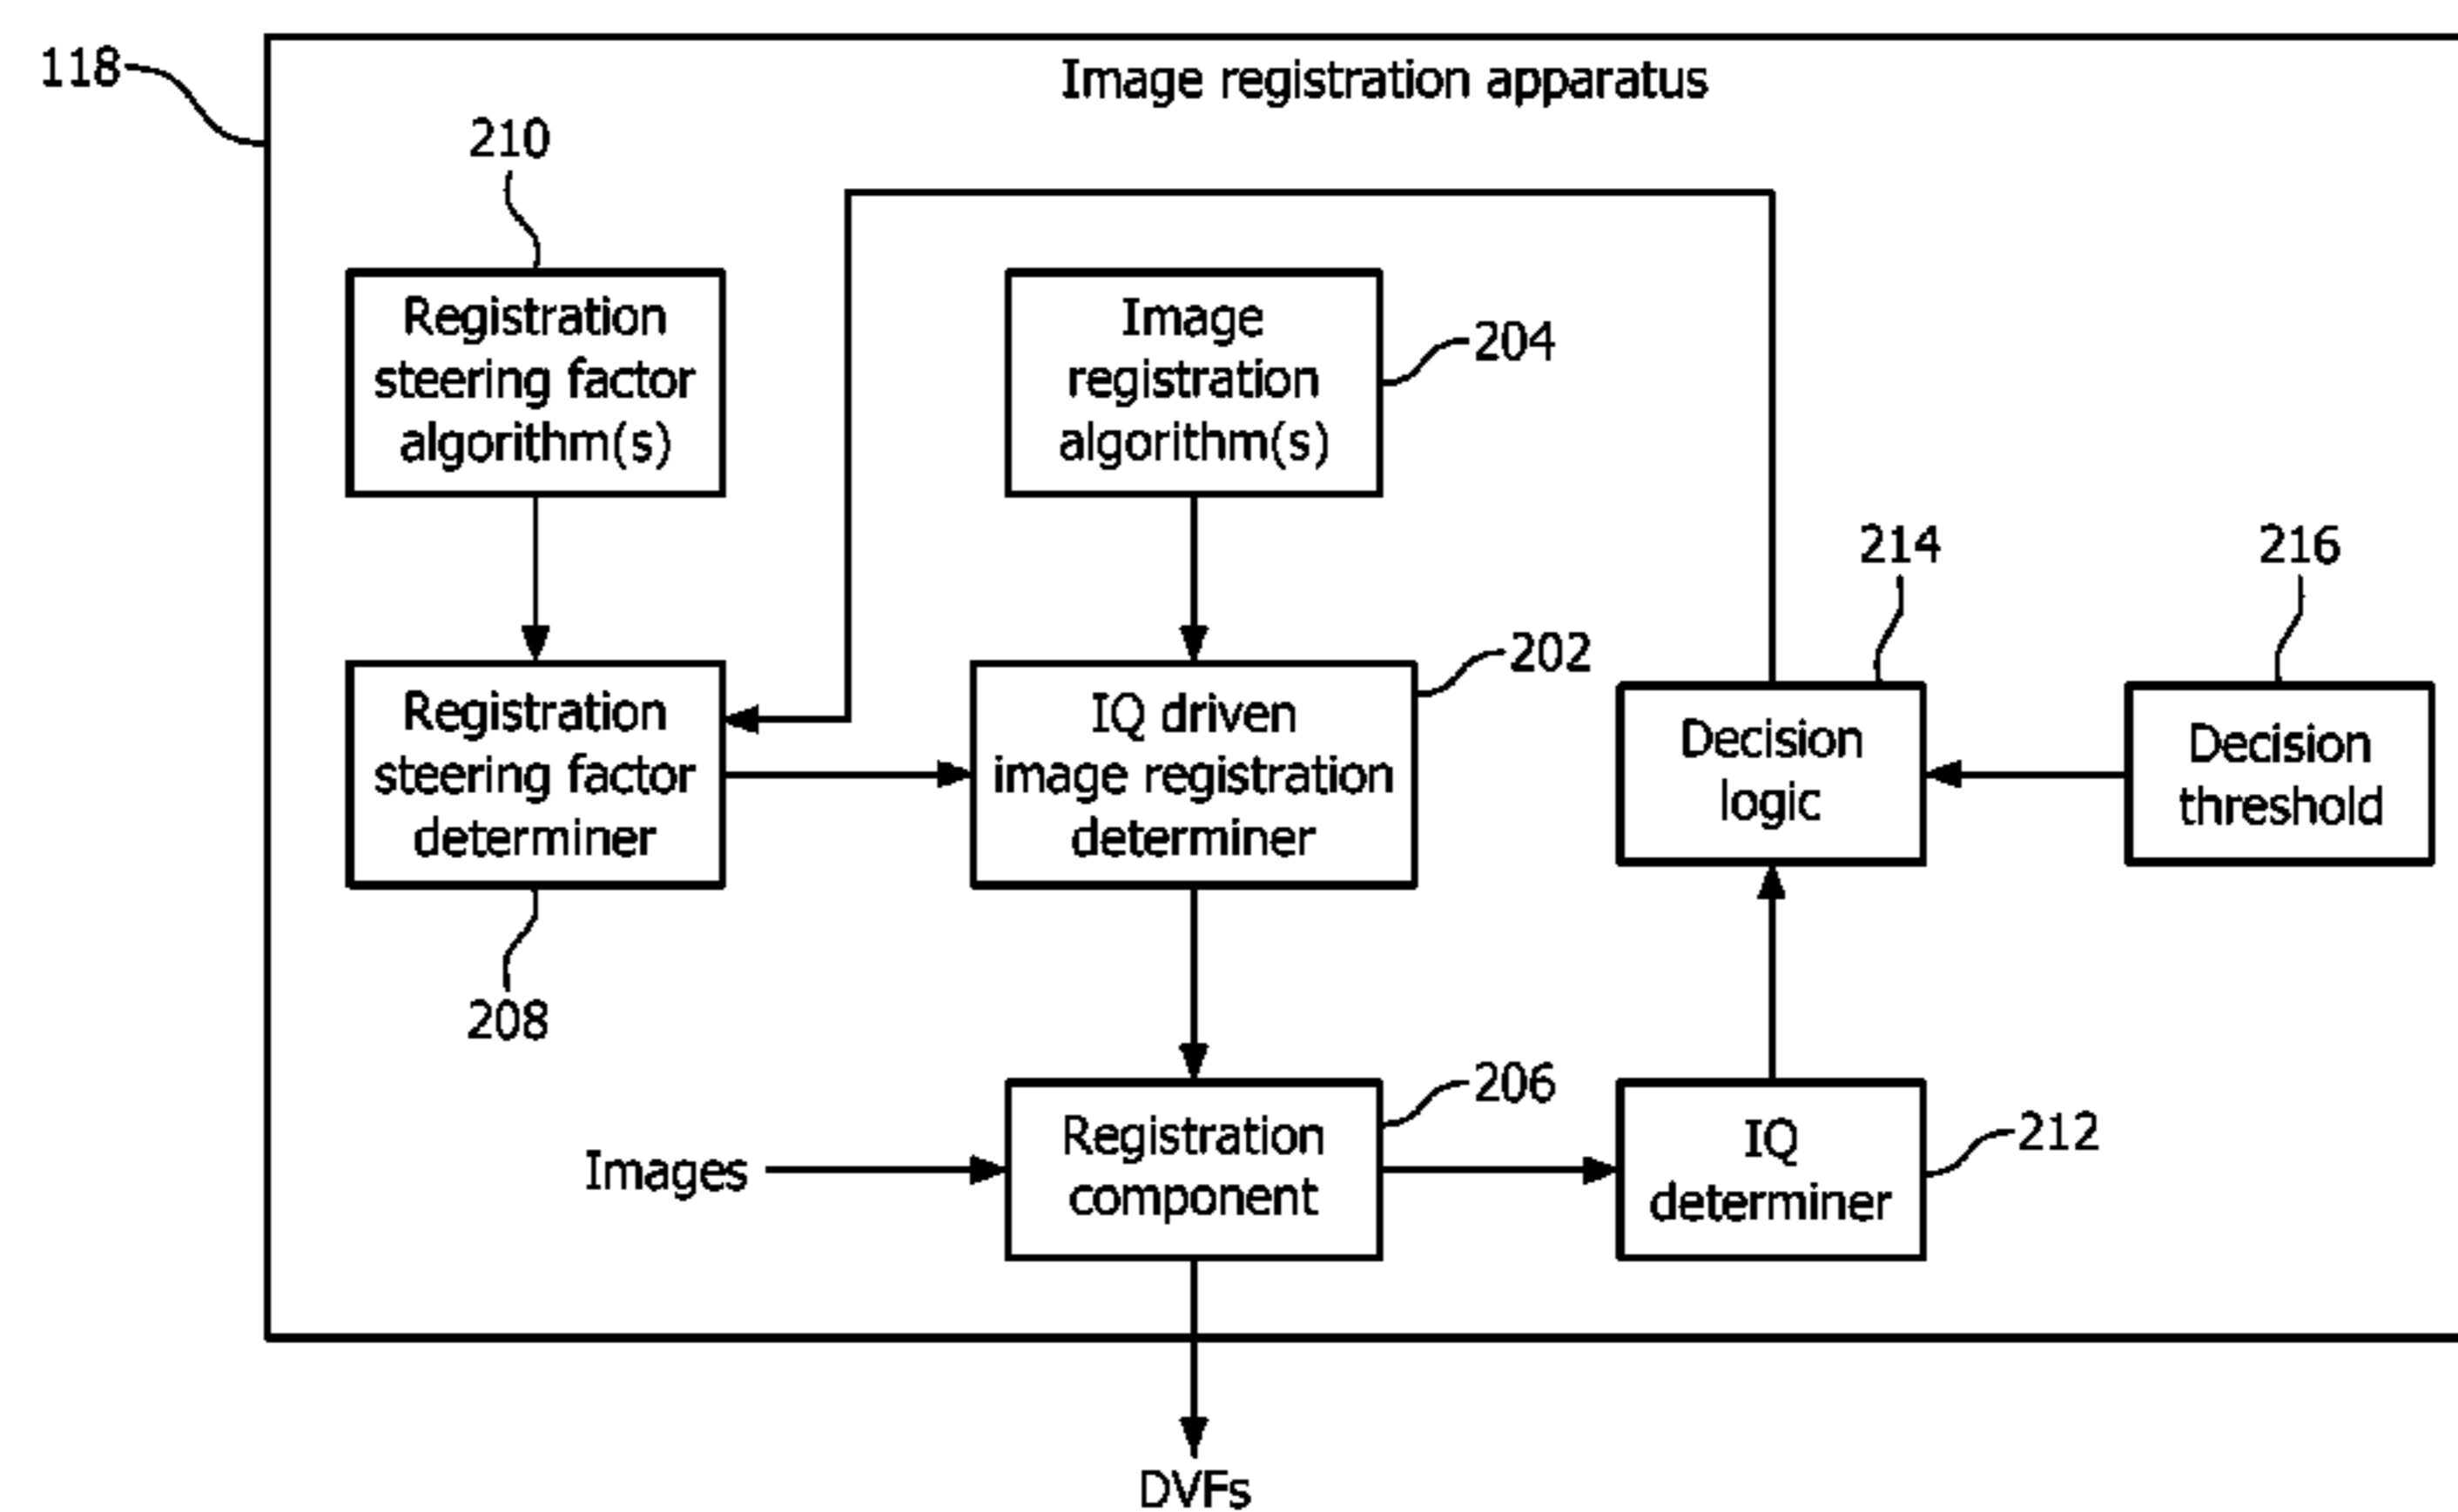 118
Image registration apparatus
210
Registration
steering factor
algorithm(s)
Image
registration
algorithm(s)
204
214
216
Registration
steering factor
determiner
208
IQ driven
image registration
determiner
202
Decision
logic
Decision
threshold
Images
Registration
component
206
IQ
determiner
212
DVFs